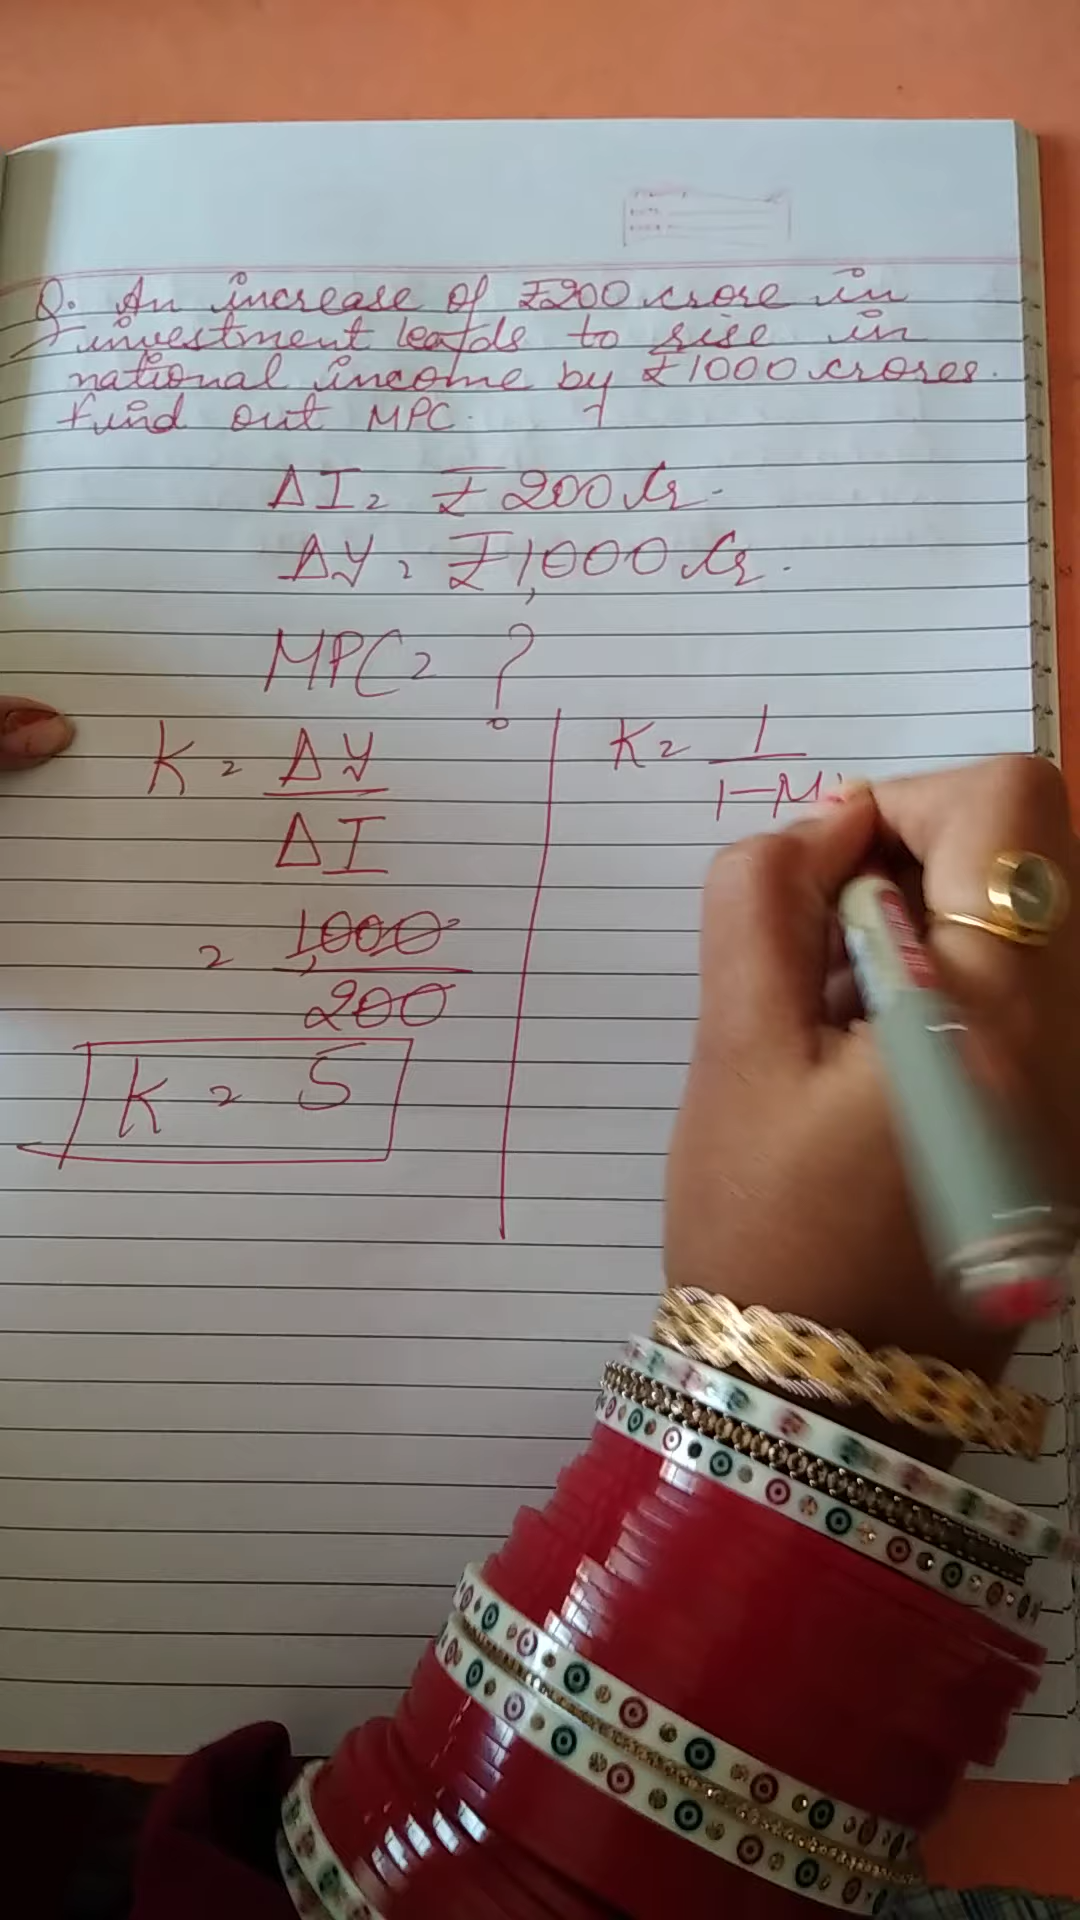 Q. An increase of ₹200 crore in
investment leads to rise in
national income by ₹1000 crores.
Find out MPC.
ΔI = ₹200 Cr.
ΔY = ₹1,000 Cr.
MPC = ?
K = ΔY
ΔI
= 1,000
200
K = 5
K = 1
1-M